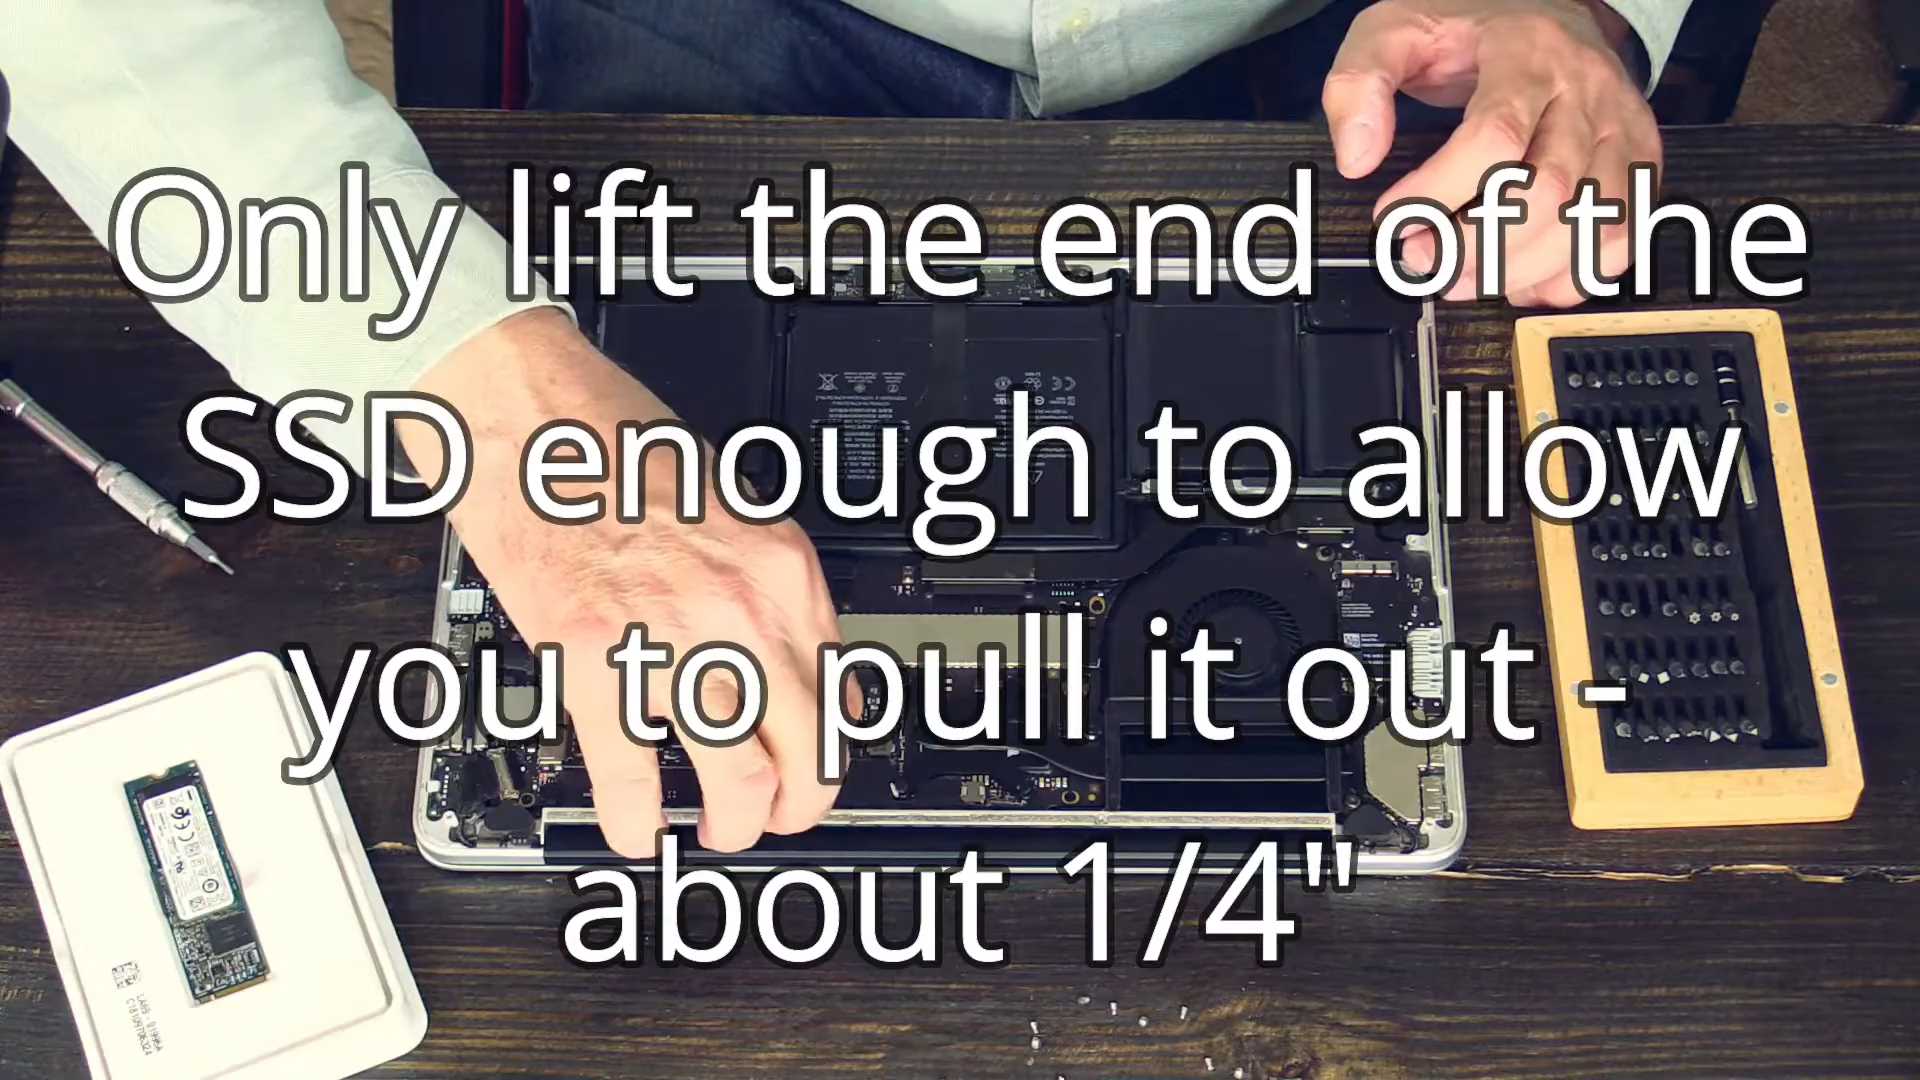 Only lift the end of the
SSD enough to allow
you to pull it out -
about 1/4"